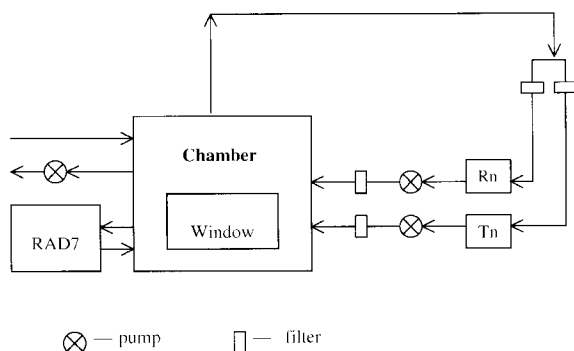 Chamber
Rn
Window
Tn
RAD7
— pump
— filter